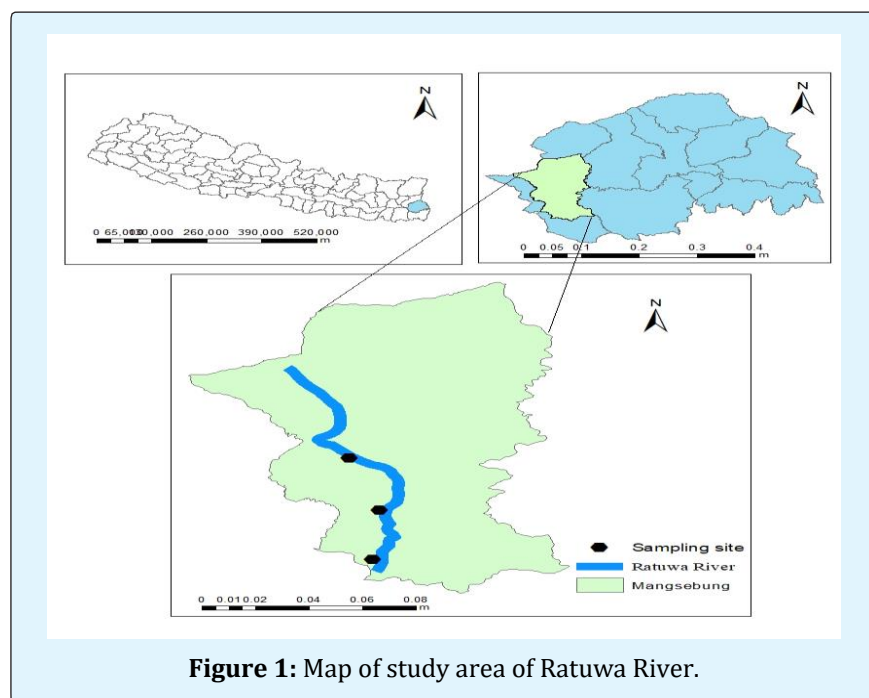 N
0 65,000130,000 260,000 390,000 520,000
m
N
0 0.05 0.1 0.2 0.3 0.4
m
N
Sampling site
Ratuwa River
Mangsebung
0 0.01 0.02 0.04 0.06 0.08
m
Figure 1: Map of study area of Ratuwa River.